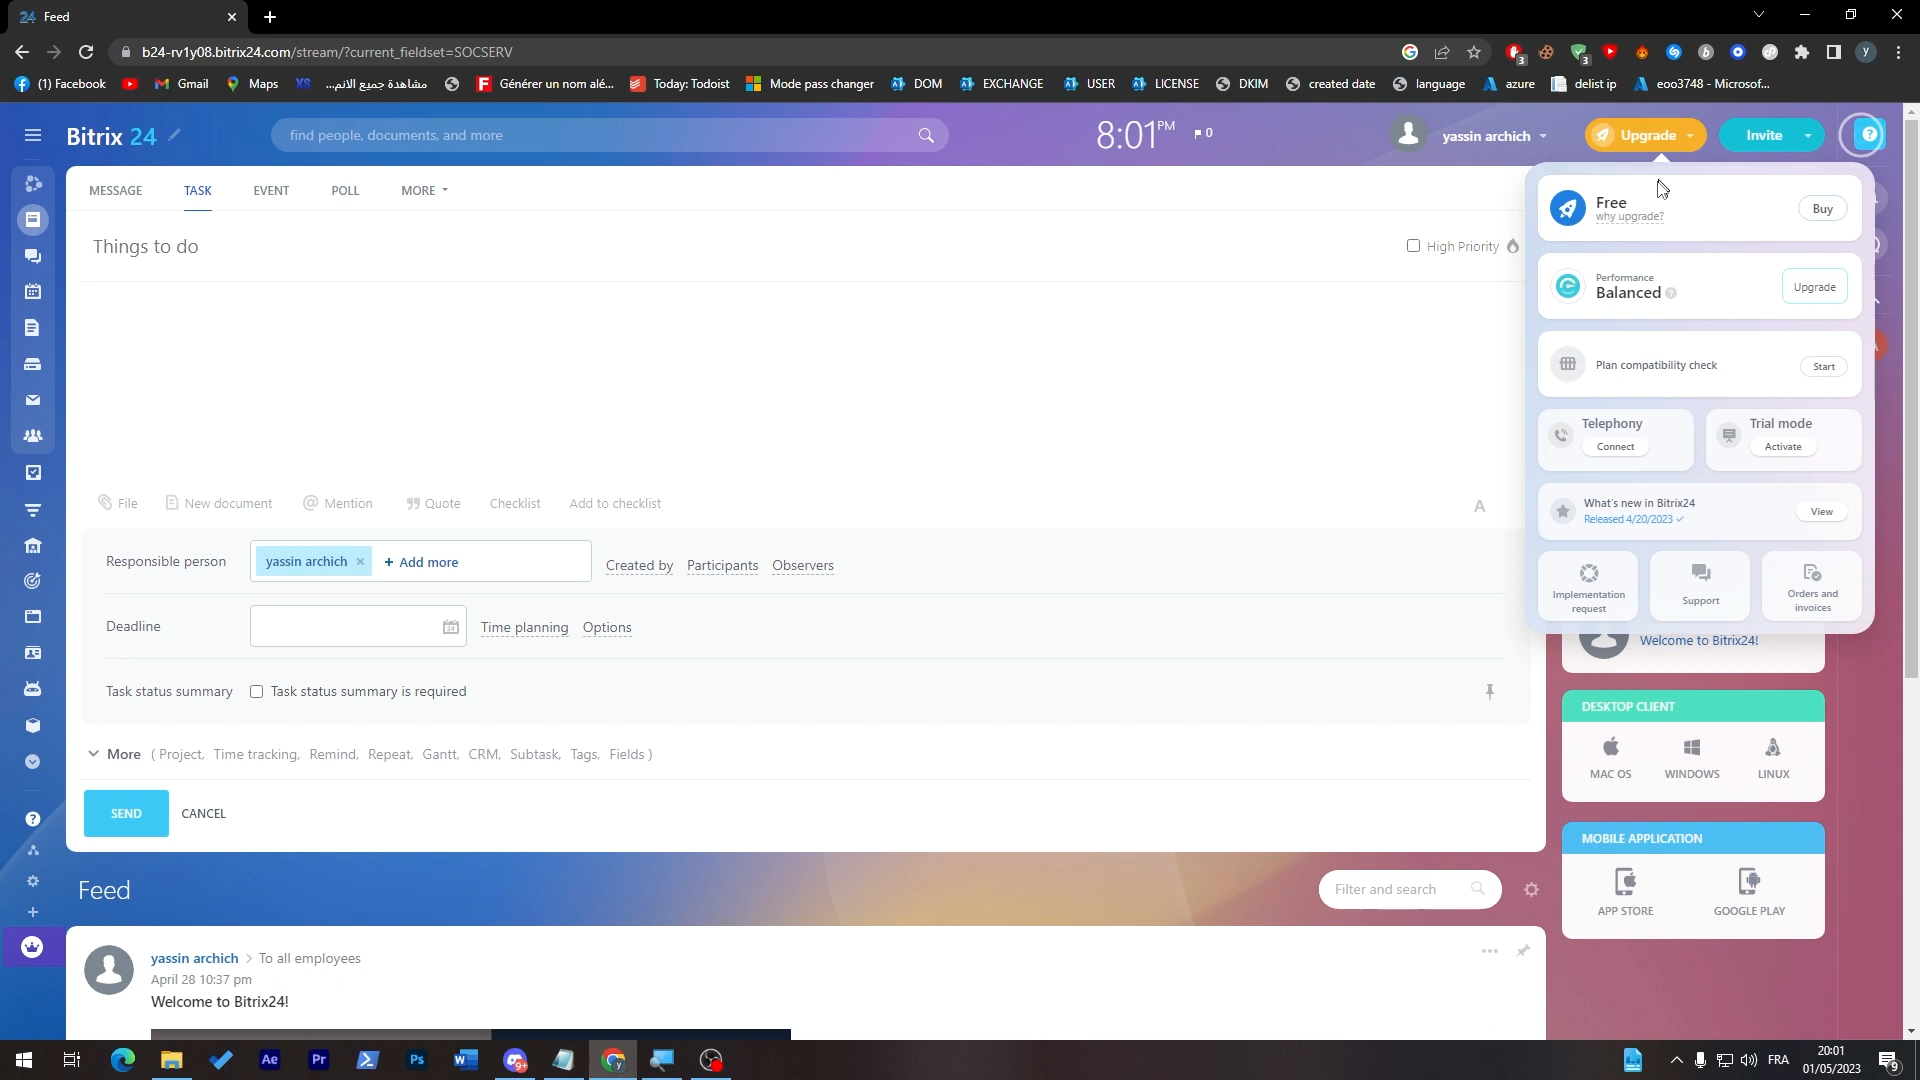 24 Feed
b24-rv1y08.bitrix24.com/stream/?current_fieldset=SOCSERV
(1) Facebook Gmail Maps XS مشاهدة جميع الانم... Générer un nom alé... Today: Todoist Mode pass changer DOM EXCHANGE USER LICENSE DKIM created date language azure delist ip eoo3748 - Microsof...
Bitrix 24
find people, documents, and more
8:01 PM
0
yassin archich
Upgrade
Invite
MESSAGE TASK EVENT POLL MORE
Things to do
High Priority
File New document Mention Quote Checklist Add to checklist
A
Responsible person
yassin archich × + Add more
Created by Participants Observers
Deadline
24
Time planning Options
Task status summary
Task status summary is required
More ( Project, Time tracking, Remind, Repeat, Gantt, CRM, Subtask, Tags, Fields )
SEND CANCEL
Feed
Filter and search
yassin archich > To all employees
April 28 10:37 pm
Welcome to Bitrix24!
Free
why upgrade?
Buy
Performance
Balanced
Upgrade
Plan compatibility check
Start
Telephony
Connect
Trial mode
Activate
What's new in Bitrix24
Released 4/20/2023
View
Implementation
request
Support
Orders and
invoices
Welcome to Bitrix24!
DESKTOP CLIENT
MAC OS WINDOWS LINUX
MOBILE APPLICATION
APP STORE GOOGLE PLAY
Ae Pr Ps W 9+
FRA
20:01
01/05/2023
9